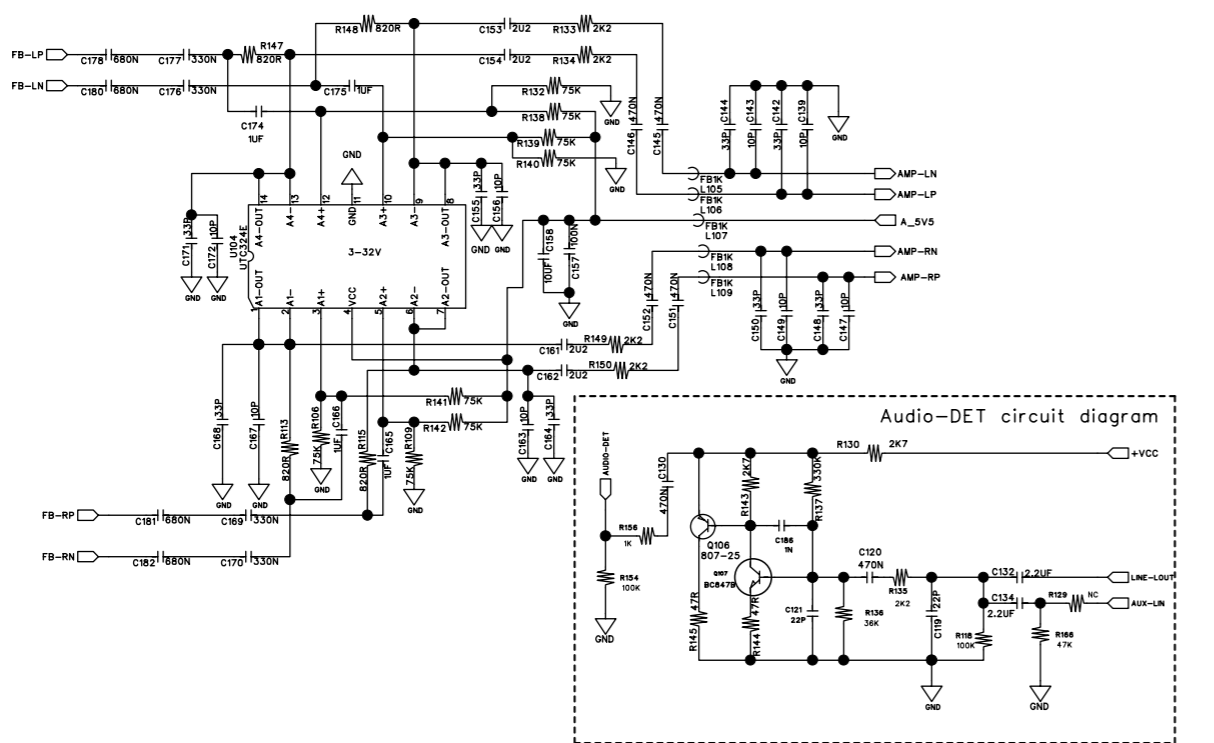 R148 820R
C153 2U2
R133 2K2
FB-LP
C178 680N
C177 330N
R147 820R
C154 2U2
R134 2K2
FB-LN
C180 680N
C176 330N
C175 1UF
R132 75K
GND
C174 1UF
R138 75K
R139 75K
R140 75K
GND
C146 470N
C145 470N
C144 33P
C143 10P
C142 33P
C139 10P
GND
FB1K L105
AMP-LN
FB1K L106
AMP-LP
FB1K L107
A_5V5
FB1K L108
AMP-RN
FB1K L109
AMP-RP
GND
14 13 12 11 10 9 8
A4-OUT A4- A4+ GND A3+ A3- A3-OUT
U104
UTC324E
3-32V
A1-OUT A1- A1+ VCC A2+ A2- A2-OUT
1 2 3 4 5 6 7
C171 33P
C172 10P
GND
GND
C155 33P
C156 10P
GND
GND
C158 10UF
C157 100N
GND
C152 470N
C151 470N
C150 33P
C149 10P
C148 33P
C147 10P
GND
C161 2U2
R149 2K2
C162 2U2
R150 2K2
R141 75K
R142 75K
C168 33P
C167 10P
R113 820R
R106 75K
C166 1UF
R115 820R
C165 1UF
R109 75K
C163 10P
C164 33P
GND
GND
GND
GND
GND
GND
FB-RP
C181 680N
C169 330N
FB-RN
C182 680N
C170 330N
Audio-DET circuit diagram
AUDIO-DET
C130 470N
R130 2K7
+VCC
R143 2K7
R137 330K
R156 1K
Q106
807-25
C186 1N
Q107
BC847B
R154 100K
GND
C120
470N
R135 2K2
C132 2.2UF
LINE-LOUT
C134 2.2UF
R129 NC
AUX-LIN
R145 47R
R144 47R
C121 22P
R136 36K
C119 22P
R118 100K
R166 47K
GND
GND